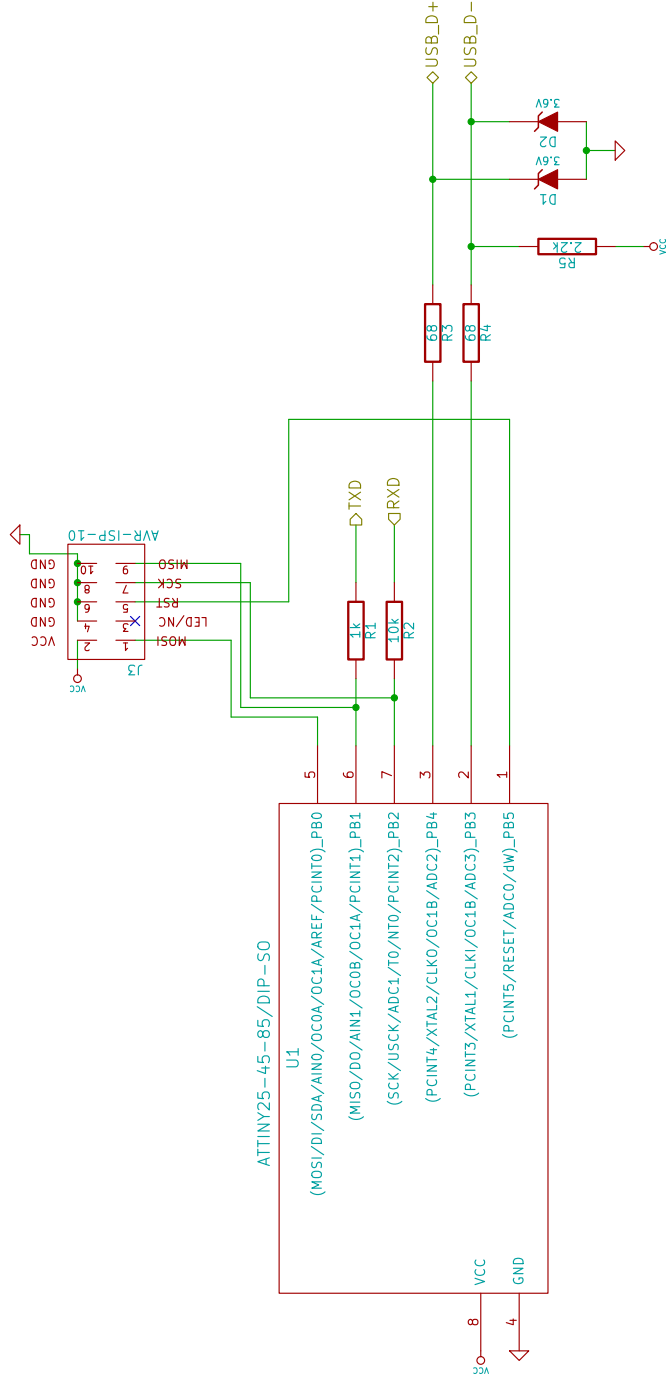 USB_D+
USB_D-
3.6V
D2
3.6V
D1
2.2k
R5
VCC
68
R3
68
R4
TXD
RXD
AVR-ISP-10
GND
10
9
MISO
GND
8
7
SCK
GND
6
5
RST
GND
4
3
LED/NC
VCC
2
1
MOSI
J3
VCC
1k
R1
10k
R2
5
6
7
3
2
1
(MOSI/DI/SDA/AIN0/OC0A/OC1A/AREF/PCINT0)_PB0
(MISO/DO/AIN1/OC0B/OC1A/PCINT1)_PB1
(SCK/USCK/ADC1/T0/NT0/PCINT2)_PB2
(PCINT4/XTAL2/CLKO/OC1B/ADC2)_PB4
(PCINT3/XTAL1/CLKI/OC1B/ADC3)_PB3
(PCINT5/RESET/ADC0/dW)_PB5
ATTINY25-45-85/DIP-SO
U1
VCC
GND
8
4
VCC